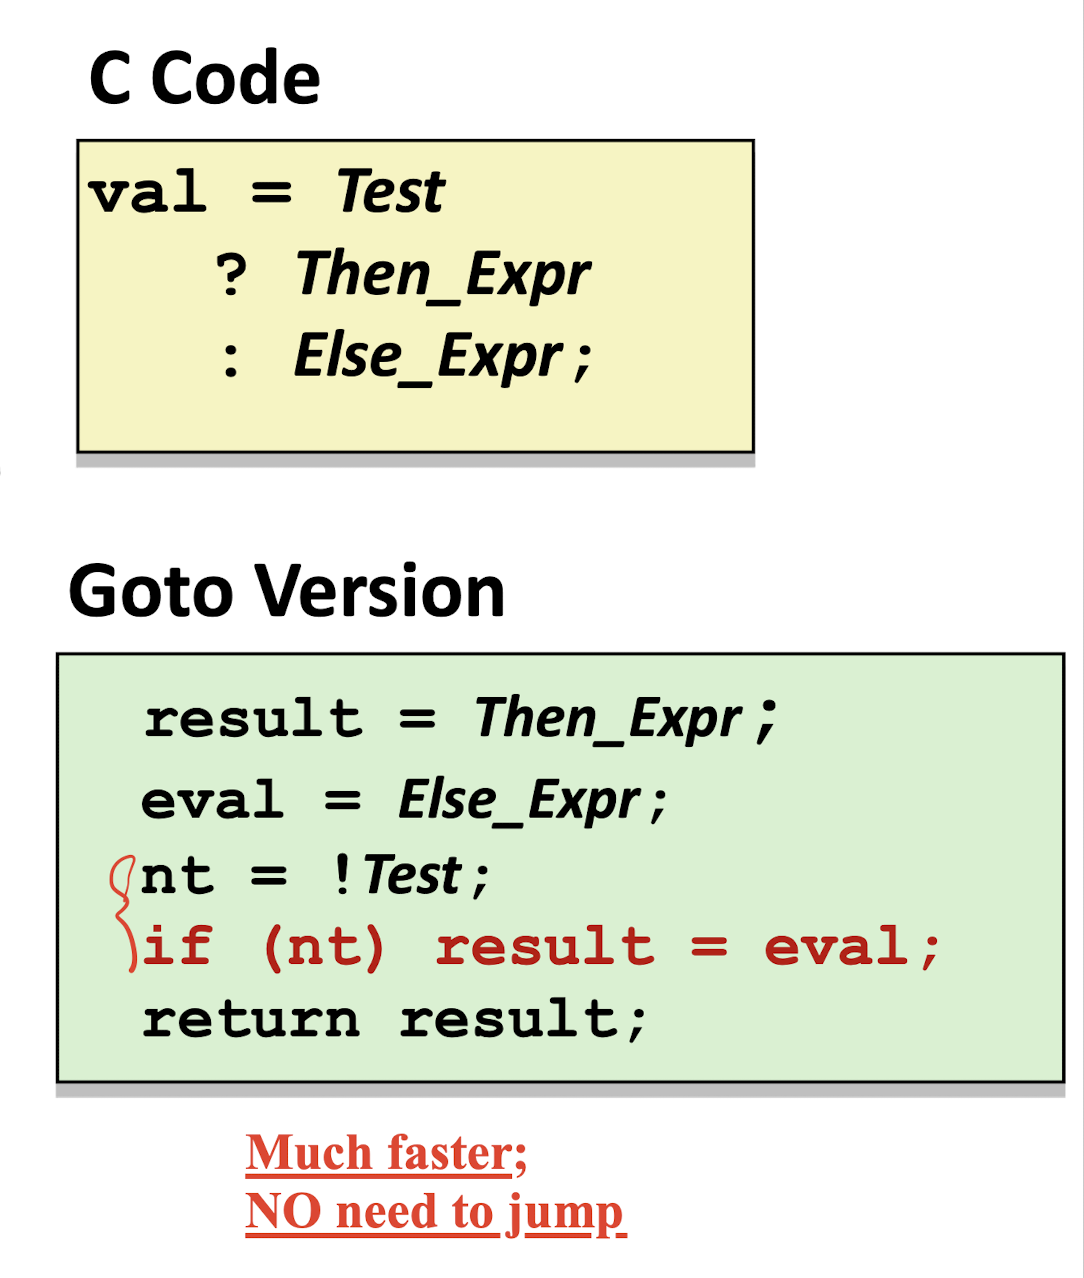 C Code
val = Test
? Then_Expr
: Else_Expr;
Goto Version
result = Then_Expr;
eval = Else_Expr;
nt = !Test;
if (nt) result = eval;
return result;
Much faster;
NO need to jump